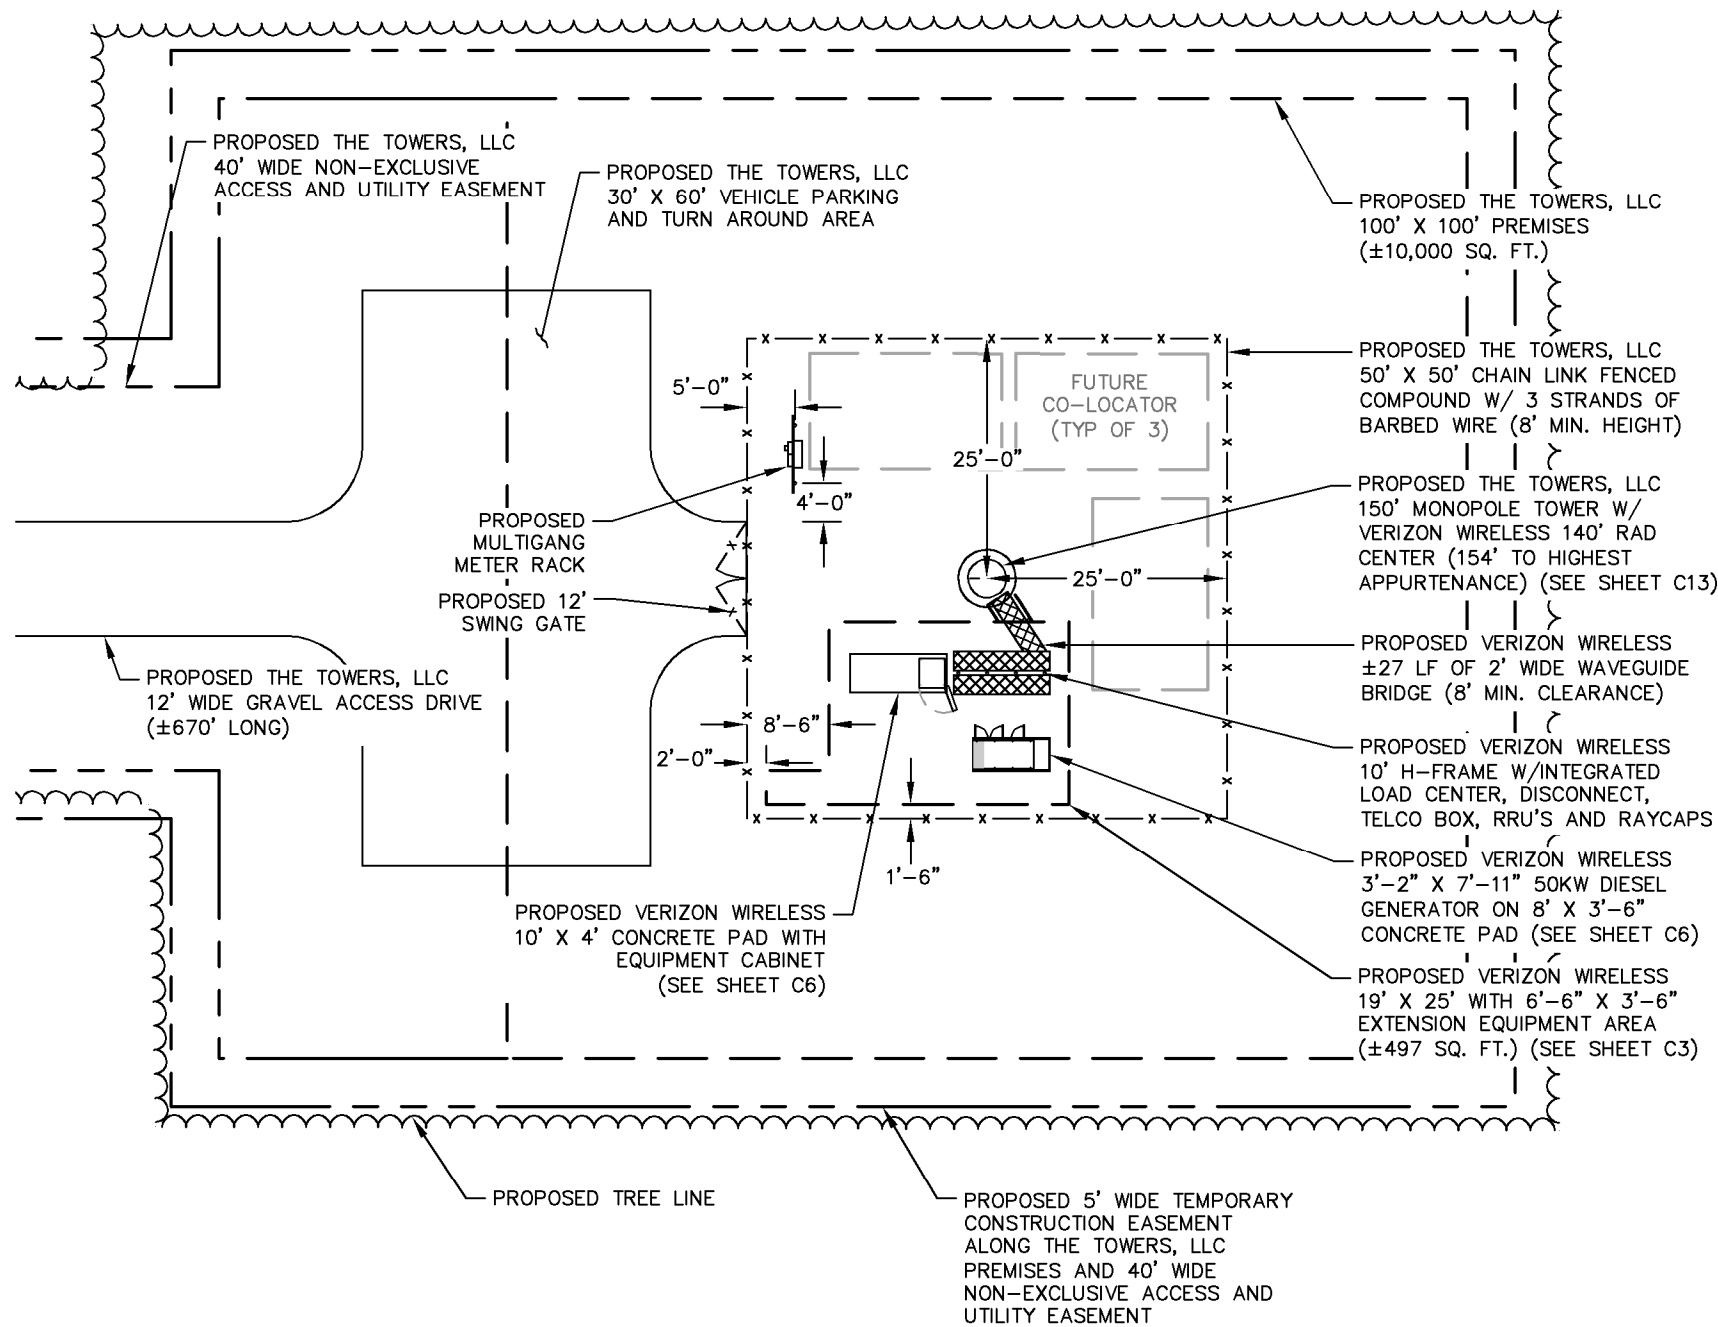 PROPOSED THE TOWERS, LLC
40' WIDE NON-EXCLUSIVE
ACCESS AND UTILITY EASEMENT
PROPOSED THE TOWERS, LLC
30' X 60' VEHICLE PARKING
AND TURN AROUND AREA
PROPOSED THE TOWERS, LLC
100' X 100' PREMISES
(±10,000 SQ. FT.)
PROPOSED THE TOWERS, LLC
50' X 50' CHAIN LINK FENCED
COMPOUND W/ 3 STRANDS OF
BARBED WIRE (8' MIN. HEIGHT)
5'-0"
FUTURE
CO-LOCATOR
(TYP OF 3)
25'-0"
4'-0"
PROPOSED
MULTIGANG
METER RACK
PROPOSED THE TOWERS, LLC
150' MONOPOLE TOWER W/
VERIZON WIRELESS 140' RAD
CENTER (154' TO HIGHEST
APPURTENANCE) (SEE SHEET C13)
25'-0"
PROPOSED 12'
SWING GATE
PROPOSED THE TOWERS, LLC
12' WIDE GRAVEL ACCESS DRIVE
(±670' LONG)
PROPOSED VERIZON WIRELESS
±27 LF OF 2' WIDE WAVEGUIDE
BRIDGE (8' MIN. CLEARANCE)
8'-6"
2'-0"
PROPOSED VERIZON WIRELESS
10' H-FRAME W/INTEGRATED
LOAD CENTER, DISCONNECT,
TELCO BOX, RRU'S AND RAYCAPS
1'-6"
PROPOSED VERIZON WIRELESS
3'-2" X 7'-11" 50KW DIESEL
GENERATOR ON 8' X 3'-6"
CONCRETE PAD (SEE SHEET C6)
PROPOSED VERIZON WIRELESS
10' X 4' CONCRETE PAD WITH
EQUIPMENT CABINET
(SEE SHEET C6)
PROPOSED VERIZON WIRELESS
19' X 25' WITH 6'-6" X 3'-6"
EXTENSION EQUIPMENT AREA
(±497 SQ. FT.) (SEE SHEET C3)
PROPOSED TREE LINE
PROPOSED 5' WIDE TEMPORARY
CONSTRUCTION EASEMENT
ALONG THE TOWERS, LLC
PREMISES AND 40' WIDE
NON-EXCLUSIVE ACCESS AND
UTILITY EASEMENT